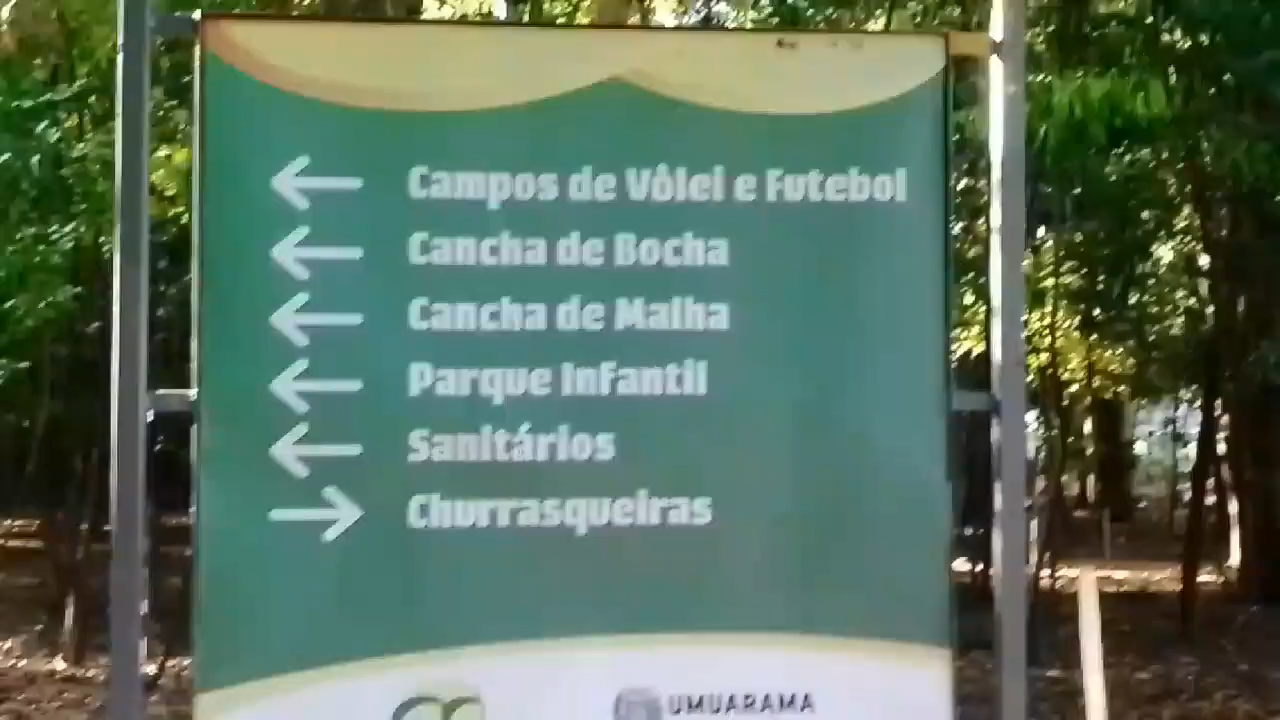 Campos de Vôlei e Futebol
Cancha de Bocha
Cancha de Malha
Parque Infantil
Sanitários
Churrasqueiras
UMUARAMA